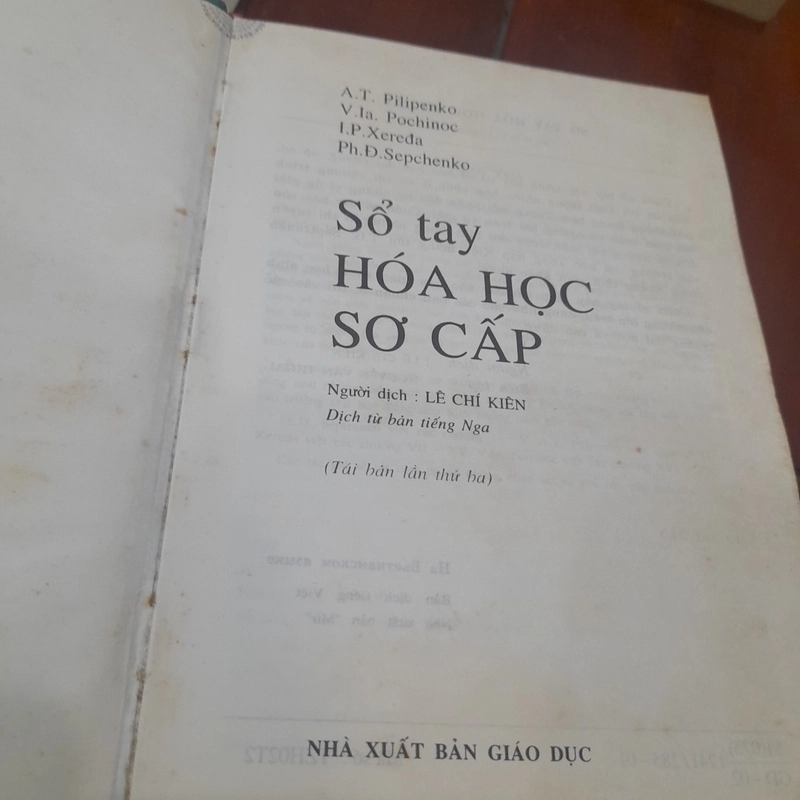 A.T. Pilipenko
V.Ia. Pochinoc
I.P.Xeređa
Ph.Đ.Sepchenko
Sổ tay
HÓA HỌC
SƠ CẤP
Người dịch : LÊ CHÍ KIÊN
Dịch từ bản tiếng Nga
(Tái bản lần thứ ba)
NHÀ XUẤT BẢN GIÁO DỤC